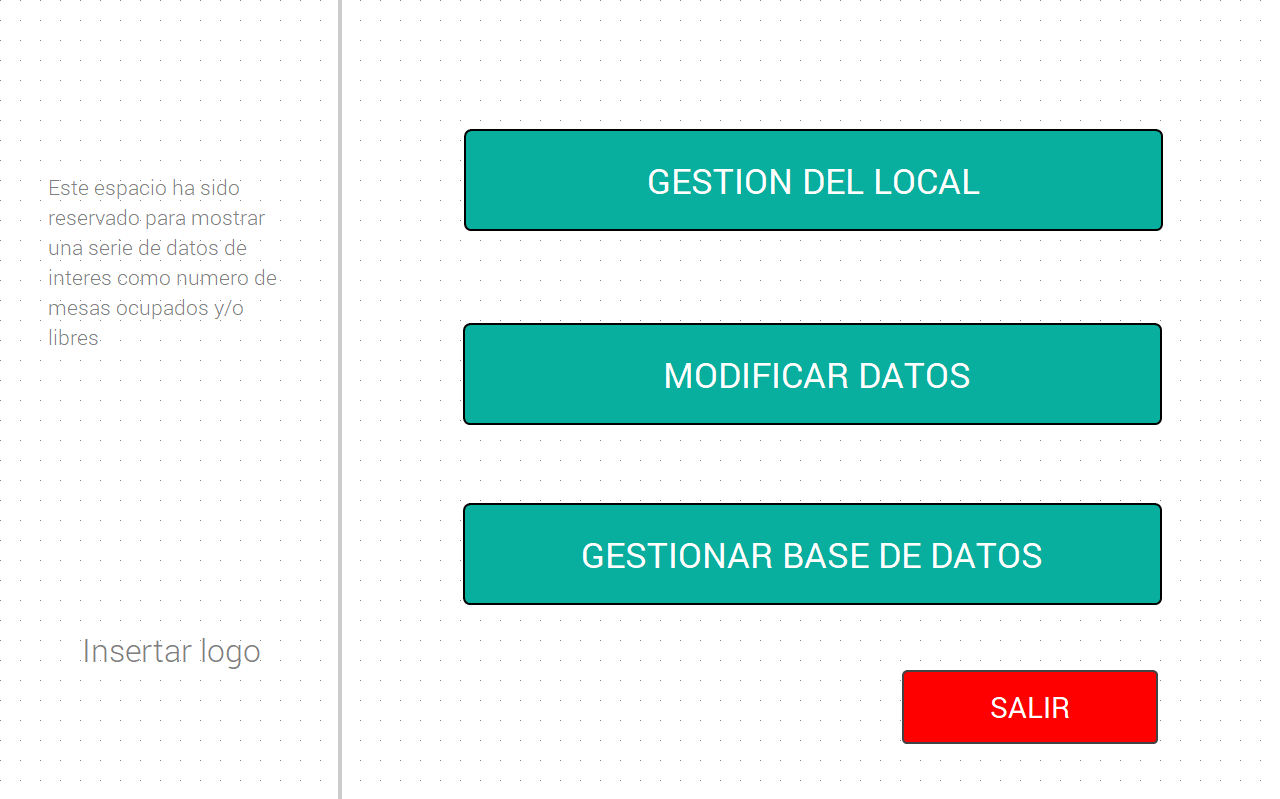 Este espacio ha sido
reservado para mostrar
una serie de datos de
interes como numero de
mesas ocupados y/o
libres
Insertar logo
GESTION DEL LOCAL
MODIFICAR DATOS
GESTIONAR BASE DE DATOS
SALIR